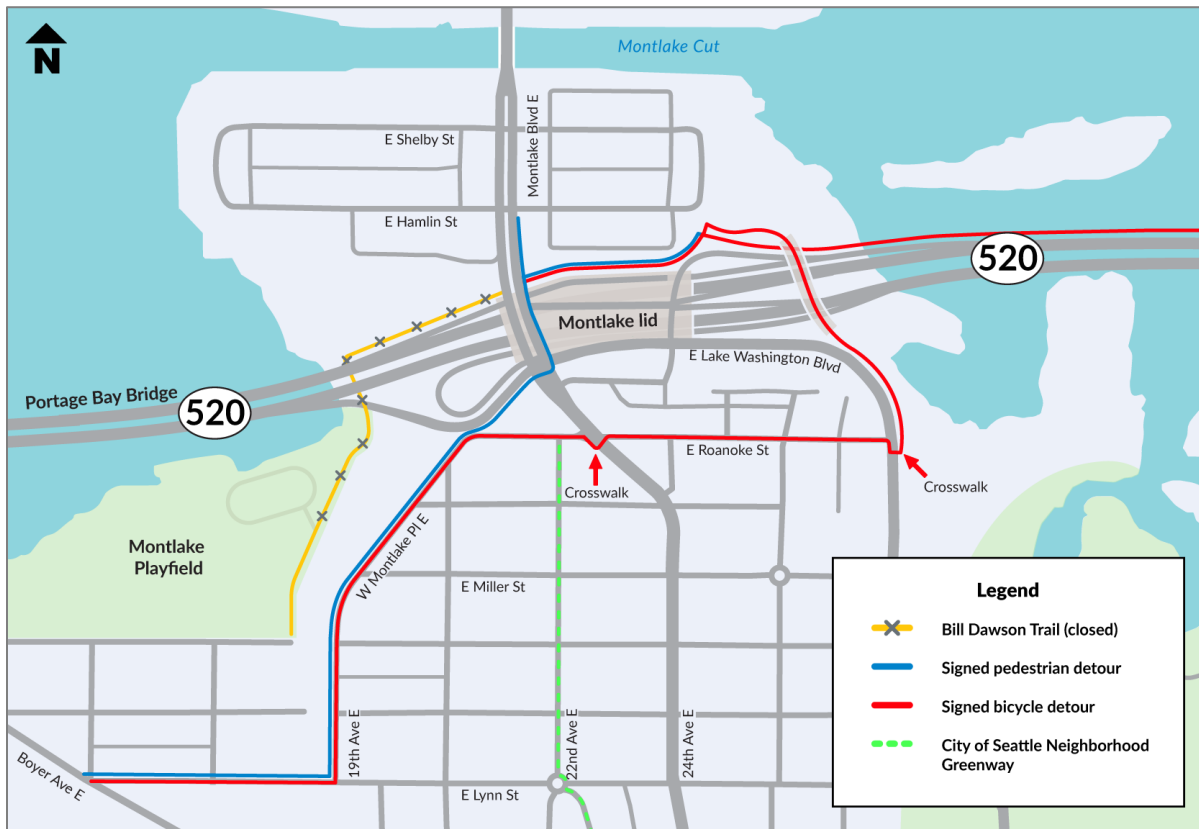 N
Montlake Cut
Montlake Blvd E
E Shelby St
E Hamlin St
520
Montlake lid
E Lake Washington Blvd
Portage Bay Bridge
520
E Roanoke St
Crosswalk
Crosswalk
Montlake
Playfield
W Montlake Pl E
E Miller St
19th Ave E
22nd Ave E
24th Ave E
Boyer Ave E
E Lynn St
Legend
Bill Dawson Trail (closed)
Signed pedestrian detour
Signed bicycle detour
City of Seattle Neighborhood
Greenway